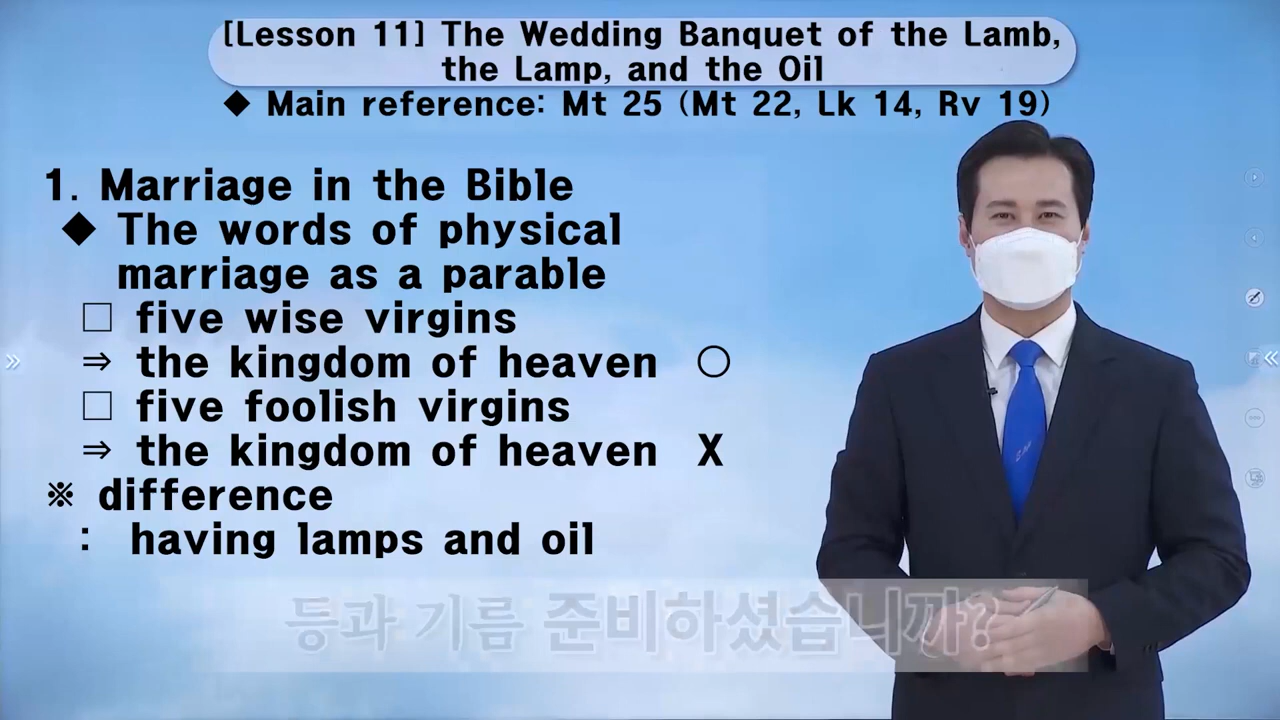 [Lesson 11] The Wedding Banquet of the Lamb,
the Lamp, and the Oil
◆ Main reference: Mt 25 (Mt 22, Lk 14, Rv 19)
1. Marriage in the Bible
◆ The words of physical
marriage as a parable
□ five wise virgins
⇒ the kingdom of heaven ○
□ five foolish virgins
⇒ the kingdom of heaven X
※ difference
: having lamps and oil
등과 기름 준비하셨습니까?